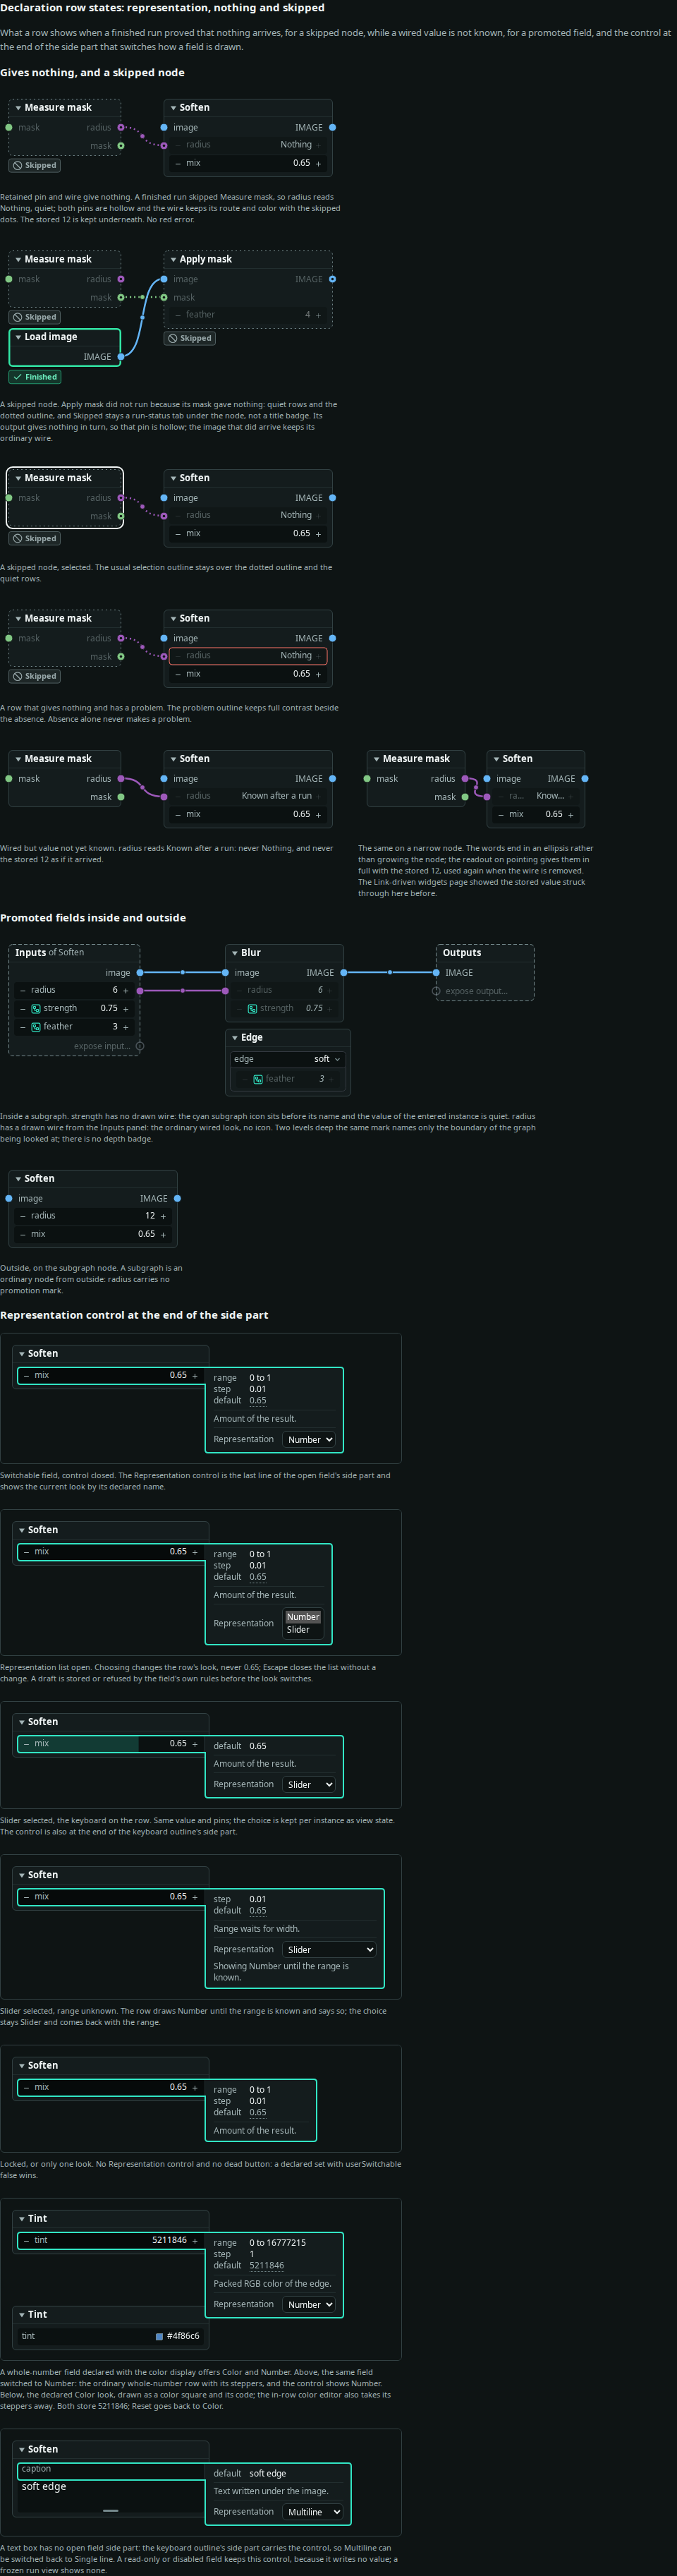 Declaration row states: representation, nothing and skipped
What a row shows when a finished run proved that nothing arrives, for a skipped node, while a wired value is not known, for a promoted field, and the control at
the end of the side part that switches how a field is drawn.
Gives nothing, and a skipped node
Measure mask
mask radius
mask
Skipped
Soften
image IMAGE
− radius Nothing +
− mix 0.65 +
Retained pin and wire give nothing. A finished run skipped Measure mask, so radius reads
Nothing, quiet; both pins are hollow and the wire keeps its route and color with the skipped
dots. The stored 12 is kept underneath. No red error.
Measure mask
mask radius
mask
Skipped
Load image
IMAGE
Finished
Apply mask
image IMAGE
mask
− feather 4 +
Skipped
A skipped node. Apply mask did not run because its mask gave nothing: quiet rows and the
dotted outline, and Skipped stays a run-status tab under the node, not a title badge. Its
output gives nothing in turn, so that pin is hollow; the image that did arrive keeps its
ordinary wire.
Measure mask
mask radius
mask
Skipped
Soften
image IMAGE
− radius Nothing +
− mix 0.65 +
A skipped node, selected. The usual selection outline stays over the dotted outline and the
quiet rows.
Measure mask
mask radius
mask
Skipped
Soften
image IMAGE
− radius Nothing +
− mix 0.65 +
A row that gives nothing and has a problem. The problem outline keeps full contrast beside
the absence. Absence alone never makes a problem.
Measure mask
mask radius
mask
Soften
image IMAGE
− radius Known after a run +
− mix 0.65 +
Wired but value not yet known. radius reads Known after a run: never Nothing, and never
the stored 12 as if it arrived.
Measure mask
mask radius
mask
Soften
image IMAGE
− ra... Know... +
− mix 0.65 +
The same on a narrow node. The words end in an ellipsis rather
than growing the node; the readout on pointing gives them in
full with the stored 12, used again when the wire is removed.
The Link-driven widgets page showed the stored value struck
through here before.
Promoted fields inside and outside
Inputs of Soften
image
− radius 6 +
− strength 0.75 +
− feather 3 +
expose input...
Blur
image IMAGE
− radius 6 +
− strength 0.75 +
Edge
edge soft
− feather 3 +
Outputs
IMAGE
expose output...
Inside a subgraph. strength has no drawn wire: the cyan subgraph icon sits before its name and the value of the entered instance is quiet. radius
has a drawn wire from the Inputs panel: the ordinary wired look, no icon. Two levels deep the same mark names only the boundary of the graph
being looked at; there is no depth badge.
Soften
image IMAGE
− radius 12 +
− mix 0.65 +
Outside, on the subgraph node. A subgraph is an
ordinary node from outside: radius carries no
promotion mark.
Representation control at the end of the side part
Soften
− mix 0.65 +
range 0 to 1
step 0.01
default 0.65
Amount of the result.
Representation Number
Switchable field, control closed. The Representation control is the last line of the open field's side part and
shows the current look by its declared name.
Soften
− mix 0.65 +
range 0 to 1
step 0.01
default 0.65
Amount of the result.
Representation Number
Slider
Representation list open. Choosing changes the row's look, never 0.65; Escape closes the list without a
change. A draft is stored or refused by the field's own rules before the look switches.
Soften
− mix 0.65 +
default 0.65
Amount of the result.
Representation Slider
Slider selected, the keyboard on the row. Same value and pins; the choice is kept per instance as view state.
The control is also at the end of the keyboard outline's side part.
Soften
− mix 0.65 +
step 0.01
default 0.65
Range waits for width.
Representation Slider
Showing Number until the range is
known.
Slider selected, range unknown. The row draws Number until the range is known and says so; the choice
stays Slider and comes back with the range.
Soften
− mix 0.65 +
range 0 to 1
step 0.01
default 0.65
Amount of the result.
Locked, or only one look. No Representation control and no dead button: a declared set with userSwitchable
false wins.
Tint
− tint 5211846 +
range 0 to 16777215
step 1
default 5211846
Packed RGB color of the edge.
Representation Number
Tint
tint #4f86c6
A whole-number field declared with the color display offers Color and Number. Above, the same field
switched to Number: the ordinary whole-number row with its steppers, and the control shows Number.
Below, the declared Color look, drawn as a color square and its code; the in-row color editor also takes its
steppers away. Both store 5211846; Reset goes back to Color.
Soften
caption
soft edge
default soft edge
Text written under the image.
Representation Multiline
A text box has no open field side part: the keyboard outline's side part carries the control, so Multiline can
be switched back to Single line. A read-only or disabled field keeps this control, because it writes no value; a
frozen run view shows none.